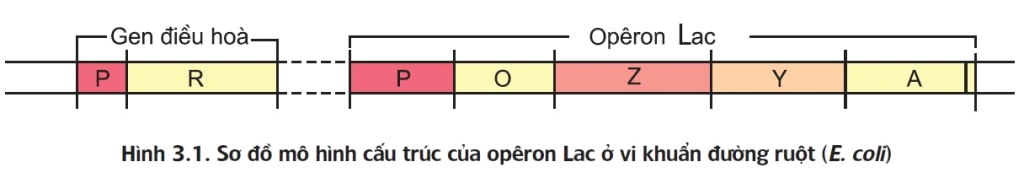 Gen điều hoà Opêron Lac
P R P O Z Y A
Hình 3.1. Sơ đồ mô hình cấu trúc của opêron Lac ở vi khuẩn đường ruột (E. coli)